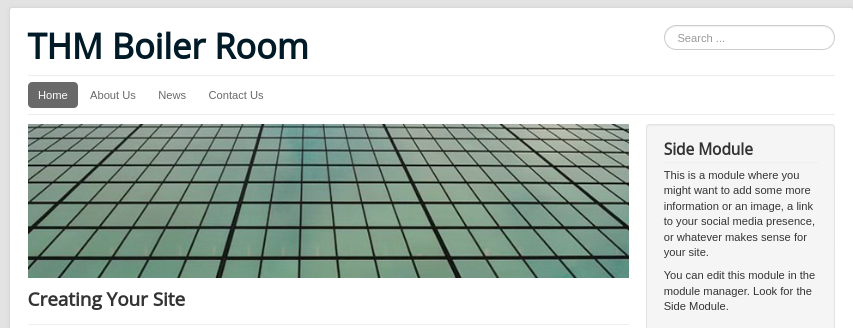 THM Boiler Room
Search ...
Home
About Us
News
Contact Us
Side Module
This is a module where you
might want to add some more
information or an image, a link
to your social media presence,
or whatever makes sense for
your site.
You can edit this module in the
module manager. Look for the
Side Module.
Creating Your Site